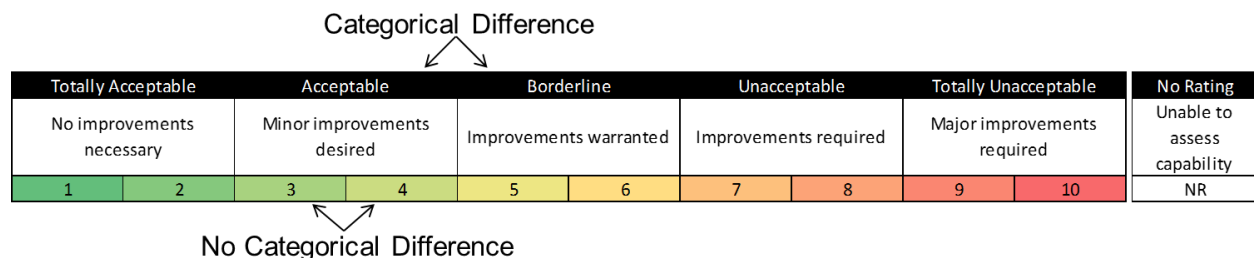 Categorical Difference
Totally Acceptable Acceptable Borderline Unacceptable Totally Unacceptable No Rating
No improvements necessary Minor improvements desired Improvements warranted Improvements required Major improvements required Unable to assess capability
1 2 3 4 5 6 7 8 9 10 NR
No Categorical Difference